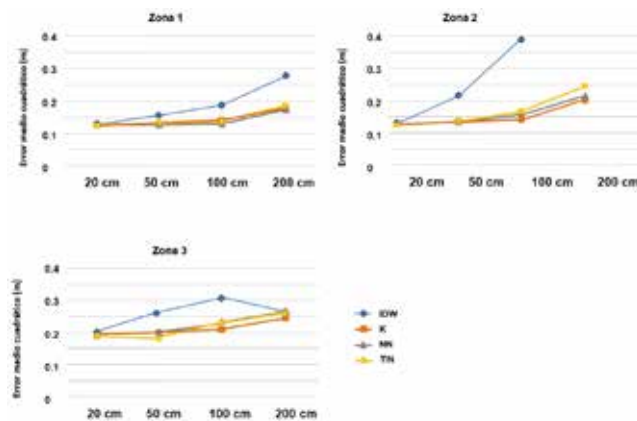 Zona 1
Error medio cuadrático (m)
0.4
0.3
0.2
0.1
0
20 cm 50 cm 100 cm 200 cm
Zona 2
Error medio cuadrático (m)
0.4
0.3
0.2
0.1
0
20 cm 50 cm 100 cm 200 cm
Zona 3
Error medio cuadrático (m)
0.4
0.3
0.2
0.1
0
20 cm 50 cm 100 cm 200 cm
IDW
K
NN
TIN